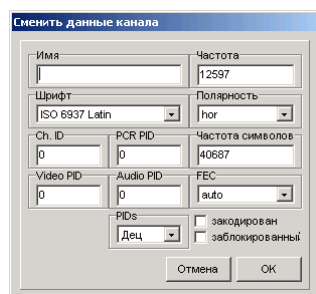 Сменить данные канала
Имя
Частота
12597
Шрифт
Полярность
ISO 6937 Latin
hor
Ch. ID
PCR PID
Частота символов
0
0
40687
Video PID
Audio PID
FEC
0
0
auto
PIDs
закодирован
Дец
заблокированный
Отмена
OK